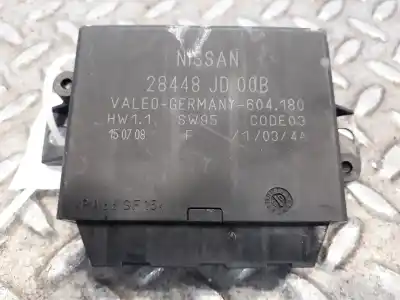 NISSAN
28448 JD 00B
VALEO-GERMANY-604.180
HW1.1 SW95 CODE03
15 07 08 F /1/03/4A